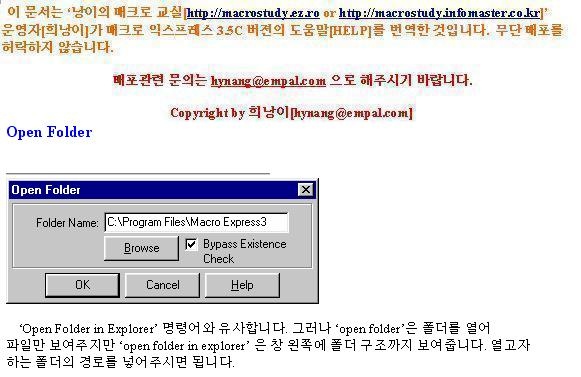 이 문서는 ‘낭이의 매크로 교실[http://macrostudy.ez.ro or http://macrostudy.infomaster.co.kr]’
운영자[희낭이]가 매크로 익스프레스 3.5C 버젼의 도움말[HELP]를 번역한 것입니다. 무단 배포를
허락하지 않습니다.
배포관련 문의는 hynang@empal.com 으로 해주시기 바랍니다.
Copyright by 희낭이[hynang@empal.com]
Open Folder
Open Folder
Folder Name: C:\Program Files\Macro Express3
Browse Bypass Existence
Check
OK Cancel Help
‘Open Folder in Explorer’ 명령어와 유사합니다. 그러나 ‘open folder’은 폴더를 열어
파일만 보여주지만 ‘open folder in explorer’ 은 창 왼쪽에 폴더 구조까지 보여줍니다. 열고자
하는 폴더의 경로를 넣어주시면 됩니다.